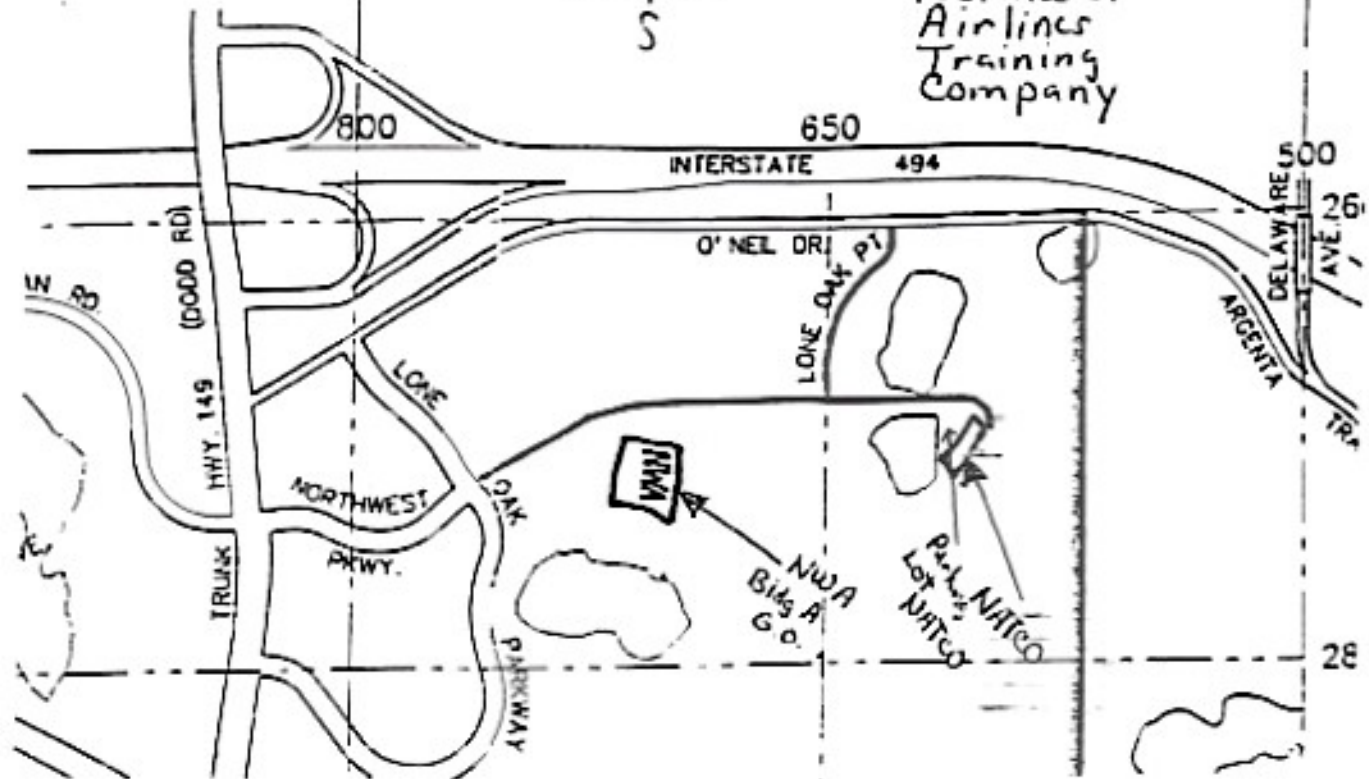 S
Airlines
Training
Company
800
650
500
INTERSTATE 494
DELAWARE
AVE.
O' NEIL DR.
(DODD RD)
RD.
LONE OAK PT
ARGENTA
LONE
OAK
PARKWAY
HWY. 149
TRUNK
NORTHWEST
PKWY.
NWA
NWA
Bldg A
G.O.
Parking
Lot
NATCO
NATCO
28